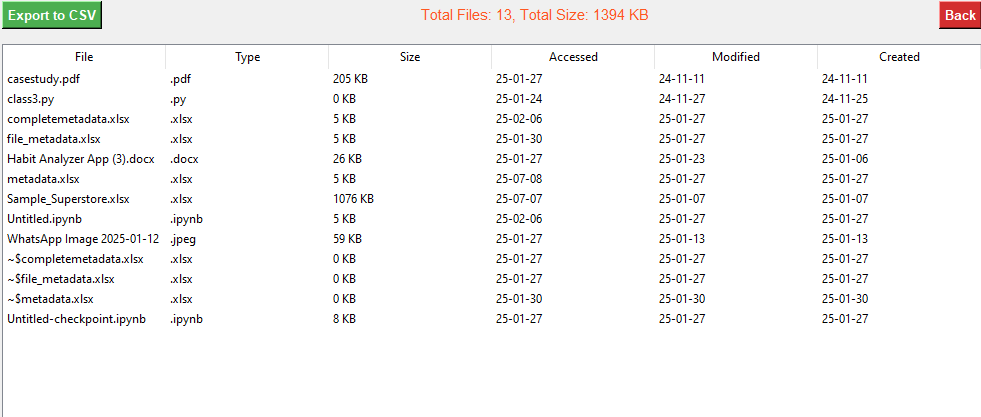 Export to CSV Total Files: 13, Total Size: 1394 KB Back
File Type Size Accessed Modified Created
casestudy.pdf .pdf 205 KB 25-01-27 24-11-11 24-11-11
class3.py .py 0 KB 25-01-24 24-11-27 24-11-25
completemetadata.xlsx .xlsx 5 KB 25-02-06 25-01-27 25-01-27
file_metadata.xlsx .xlsx 5 KB 25-01-30 25-01-27 25-01-27
Habit Analyzer App (3).docx .docx 26 KB 25-01-27 25-01-23 25-01-06
metadata.xlsx .xlsx 5 KB 25-07-08 25-01-27 25-01-27
Sample_Superstore.xlsx .xlsx 1076 KB 25-07-07 25-01-07 25-01-07
Untitled.ipynb .ipynb 5 KB 25-02-06 25-01-27 25-01-27
WhatsApp Image 2025-01-12 .jpeg 59 KB 25-01-27 25-01-13 25-01-13
~$completemetadata.xlsx .xlsx 0 KB 25-01-27 25-01-27 25-01-27
~$file_metadata.xlsx .xlsx 0 KB 25-01-27 25-01-27 25-01-27
~$metadata.xlsx .xlsx 0 KB 25-01-30 25-01-30 25-01-30
Untitled-checkpoint.ipynb .ipynb 8 KB 25-01-27 25-01-27 25-01-27